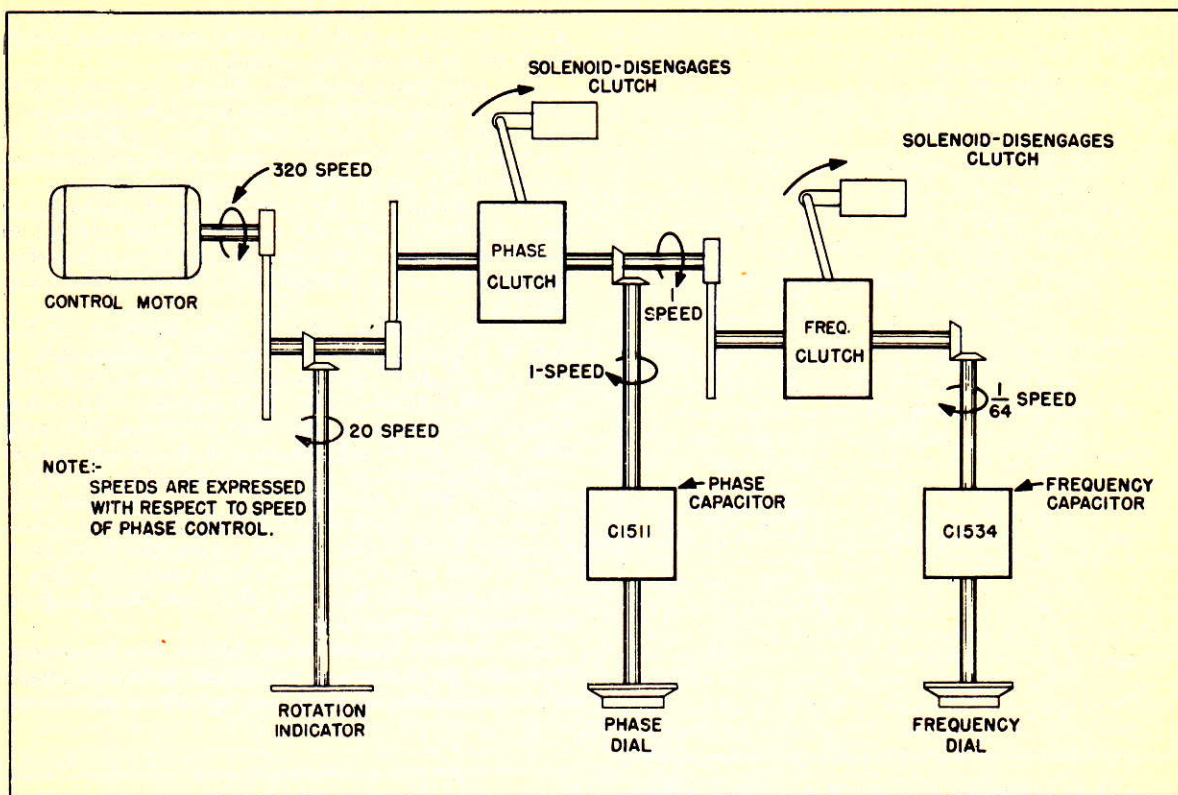 SOLENOID-DISENGAGES
CLUTCH
SOLENOID-DISENGAGES
CLUTCH
320 SPEED
CONTROL MOTOR
PHASE
CLUTCH
1
SPEED
FREQ.
CLUTCH
1-SPEED
1/64 SPEED
20 SPEED
NOTE:-
SPEEDS ARE EXPRESSED
WITH RESPECT TO SPEED
OF PHASE CONTROL.
PHASE
CAPACITOR
FREQUENCY
CAPACITOR
C1511
C1534
ROTATION
INDICATOR
PHASE
DIAL
FREQUENCY
DIAL